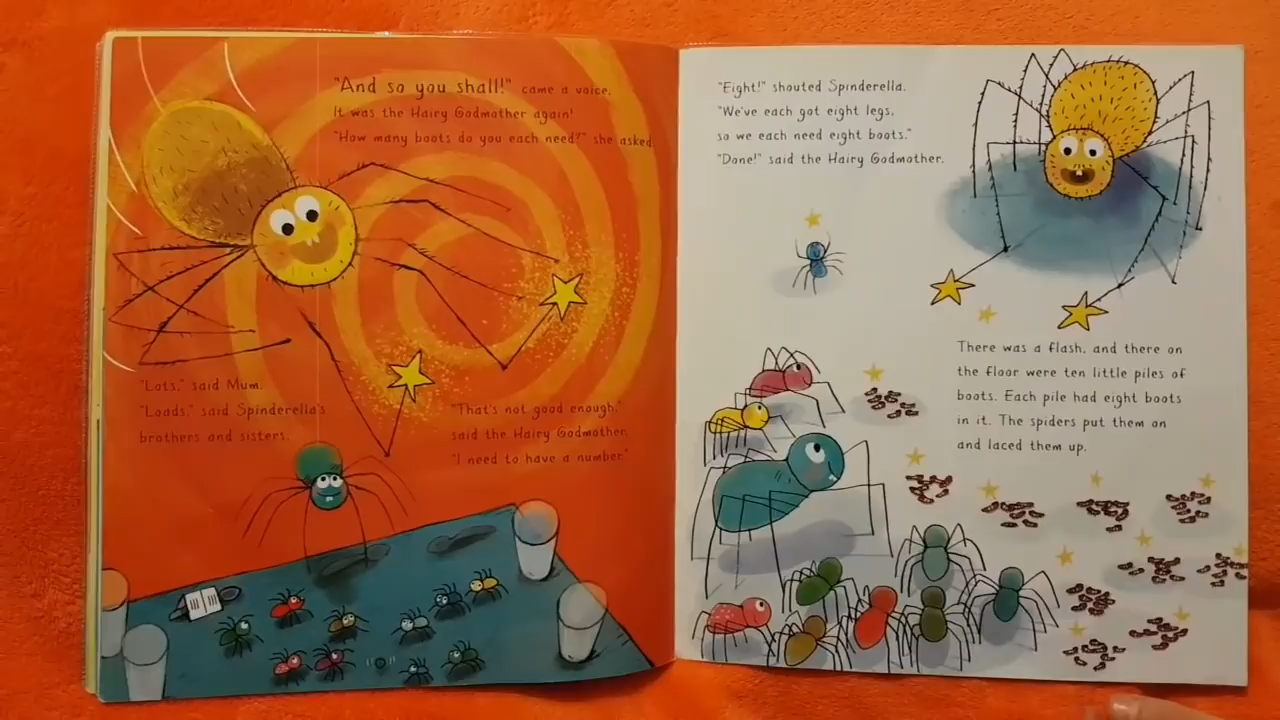 "And so you shall!" came a voice.
It was the Hairy Godmother again!
"How many boots do you each need?" she asked.
"Lots," said Mum.
"Loads," said Spinderella's
brothers and sisters.
"That's not good enough,"
said the Hairy Godmother.
"I need to have a number."
"Eight!" shouted Spinderella.
"We've each got eight legs,
so we each need eight boots."
"Done!" said the Hairy Godmother.
There was a flash, and there on
the floor were ten little piles of
boots. Each pile had eight boots
in it. The spiders put them on
and laced them up.